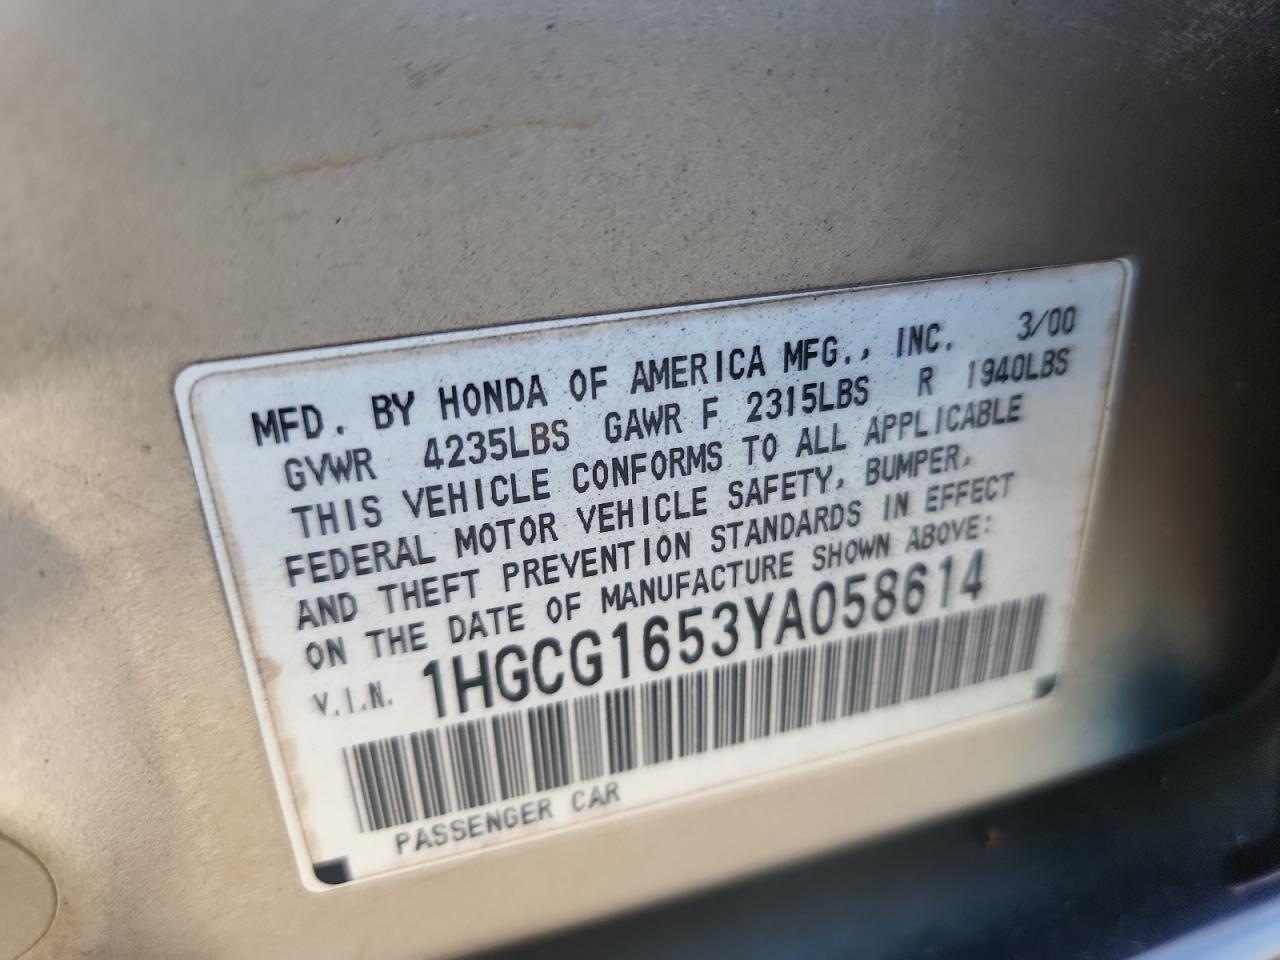 MFD. BY HONDA OF AMERICA MFG., INC. 3/00
GVWR 4235LBS GAWR F 2315LBS R 1940LBS
THIS VEHICLE CONFORMS TO ALL APPLICABLE
FEDERAL MOTOR VEHICLE SAFETY, BUMPER,
AND THEFT PREVENTION STANDARDS IN EFFECT
ON THE DATE OF MANUFACTURE SHOWN ABOVE:
V.I.N. 1HGCG1653YA058614
PASSENGER CAR